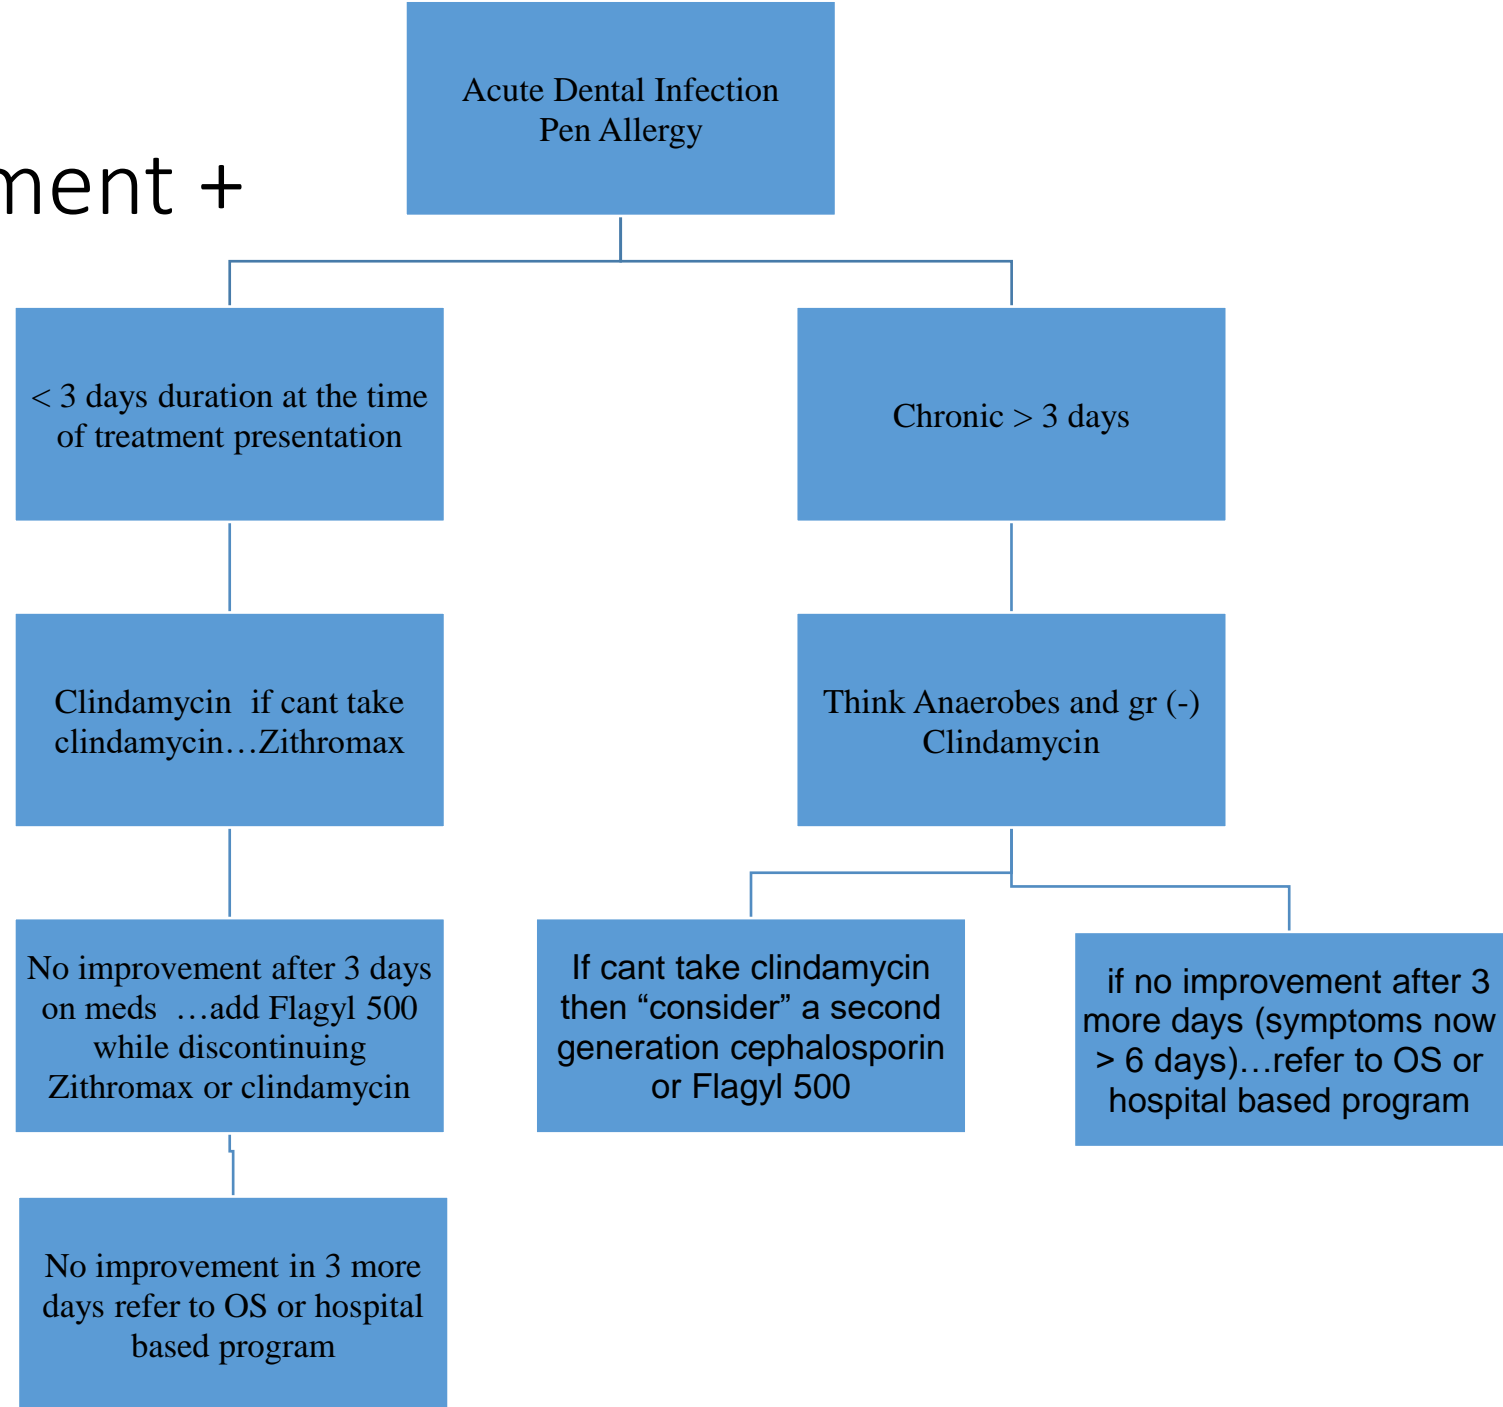 Acute Dental Infection
Pen Allergy
ment +
< 3 days duration at the time
of treatment presentation
Chronic > 3 days
Clindamycin if cant take
clindamycin…Zithromax
Think Anaerobes and gr (-)
Clindamycin
No improvement after 3 days
on meds …add Flagyl 500
while discontinuing
Zithromax or clindamycin
If cant take clindamycin
then “consider” a second
generation cephalosporin
or Flagyl 500
if no improvement after 3
more days (symptoms now
> 6 days)…refer to OS or
hospital based program
No improvement in 3 more
days refer to OS or hospital
based program